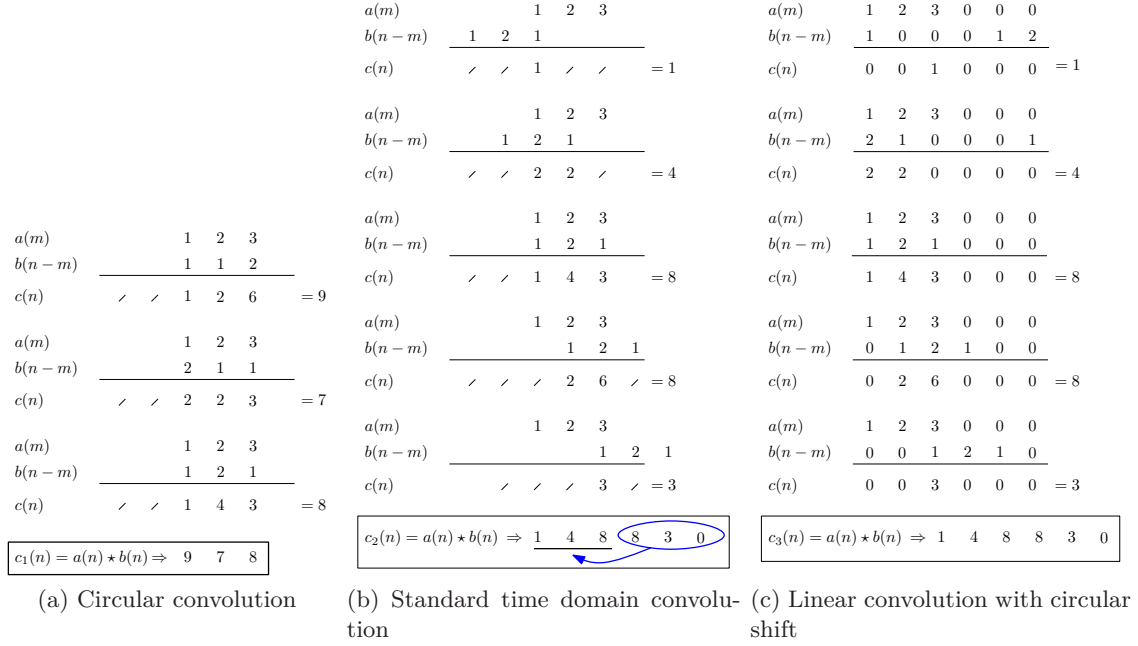 a(m) 1 2 3
b(n − m) 1 1 2
c(n) ⸝ ⸝ 1 2 6 = 9
a(m) 1 2 3
b(n − m) 2 1 1
c(n) ⸝ ⸝ 2 2 3 = 7
a(m) 1 2 3
b(n − m) 1 2 1
c(n) ⸝ ⸝ 1 4 3 = 8
c₁(n) = a(n) ⋆ b(n) ⇒ 9 7 8
(a) Circular convolution
a(m) 1 2 3
b(n − m) 1 2 1
c(n) ⸝ ⸝ 1 ⸝ ⸝ = 1
a(m) 1 2 3
b(n − m) 1 2 1
c(n) ⸝ ⸝ 2 2 ⸝ = 4
a(m) 1 2 3
b(n − m) 1 2 1
c(n) ⸝ ⸝ 1 4 3 = 8
a(m) 1 2 3
b(n − m) 1 2 1
c(n) ⸝ ⸝ ⸝ 2 6 ⸝ = 8
a(m) 1 2 3
b(n − m) 1 2 1
c(n) ⸝ ⸝ ⸝ 3 ⸝ = 3
c₂(n) = a(n) ⋆ b(n) ⇒ 1 4 8 8 3 0
(b) Standard time domain convolu-
tion
a(m) 1 2 3 0 0 0
b(n − m) 1 0 0 0 1 2
c(n) 0 0 1 0 0 0 = 1
a(m) 1 2 3 0 0 0
b(n − m) 2 1 0 0 0 1
c(n) 2 2 0 0 0 0 = 4
a(m) 1 2 3 0 0 0
b(n − m) 1 2 1 0 0 0
c(n) 1 4 3 0 0 0 = 8
a(m) 1 2 3 0 0 0
b(n − m) 0 1 2 1 0 0
c(n) 0 2 6 0 0 0 = 8
a(m) 1 2 3 0 0 0
b(n − m) 0 0 1 2 1 0
c(n) 0 0 3 0 0 0 = 3
c₃(n) = a(n) ⋆ b(n) ⇒ 1 4 8 8 3 0
(c) Linear convolution with circular
shift